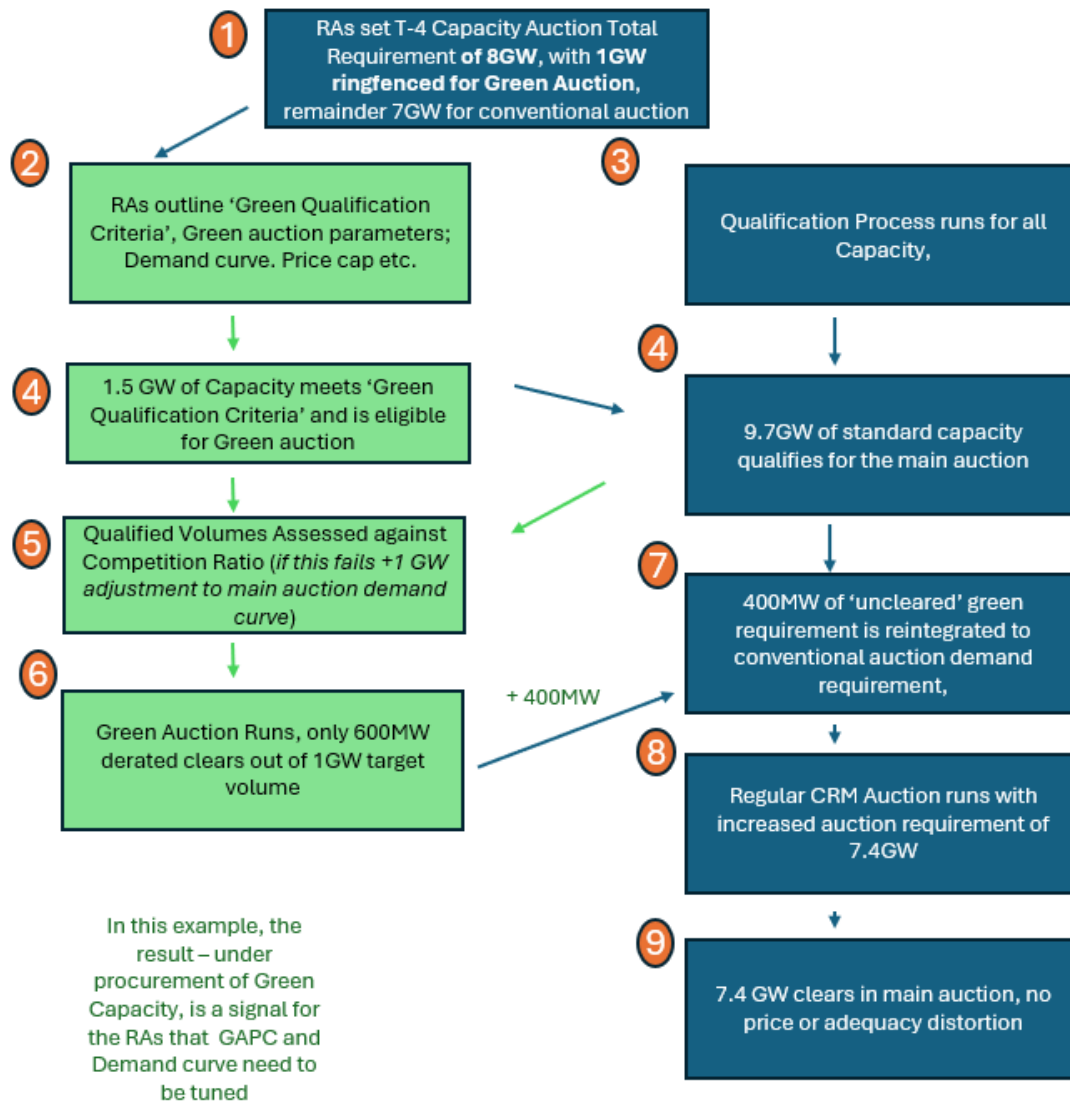 1
RAs set T-4 Capacity Auction Total
Requirement of 8GW, with 1GW
ringfenced for Green Auction,
remainder 7GW for conventional auction
2
RAs outline ‘Green Qualification
Criteria’, Green auction parameters;
Demand curve. Price cap etc.
3
Qualification Process runs for all
Capacity,
4
1.5 GW of Capacity meets ‘Green
Qualification Criteria’ and is eligible
for Green auction
4
9.7GW of standard capacity
qualifies for the main auction
5
Qualified Volumes Assessed against
Competition Ratio (if this fails +1 GW
adjustment to main auction demand
curve)
6
Green Auction Runs, only 600MW
derated clears out of 1GW target
volume
+ 400MW
7
400MW of ‘uncleared’ green
requirement is reintegrated to
conventional auction demand
requirement,
8
Regular CRM Auction runs with
increased auction requirement of
7.4GW
9
7.4 GW clears in main auction, no
price or adequacy distortion
In this example, the
result – under
procurement of Green
Capacity, is a signal for
the RAs that GAPC and
Demand curve need to
be tuned